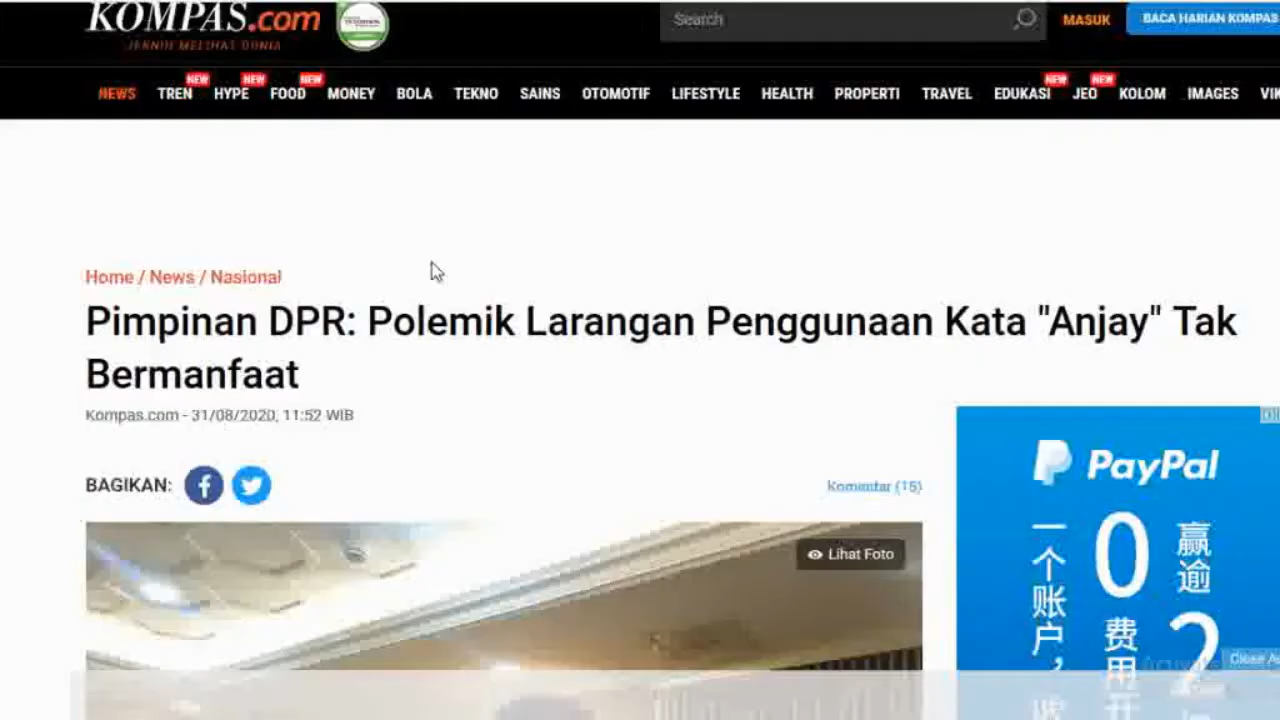 KOMPAS.com
JERNIH MELIHAT DUNIA
Search
MASUK
BACA HARIAN KOMPAS
NEWS TREN NEW HYPE NEW FOOD NEW MONEY BOLA TEKNO SAINS OTOMOTIF LIFESTYLE HEALTH PROPERTI TRAVEL EDUKASI NEW JEO NEW KOLOM IMAGES
Home / News / Nasional
Pimpinan DPR: Polemik Larangan Penggunaan Kata "Anjay" Tak
Bermanfaat
Kompas.com - 31/08/2020, 11:52 WIB
BAGIKAN:
Komentar (15)
Lihat Foto
PayPal
一个账户，
0费用开
赢逾2
Close